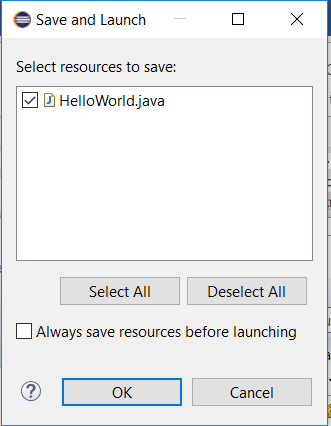 Save and Launch
Select resources to save:
HelloWorld.java
Select All
Deselect All
Always save resources before launching
OK
Cancel